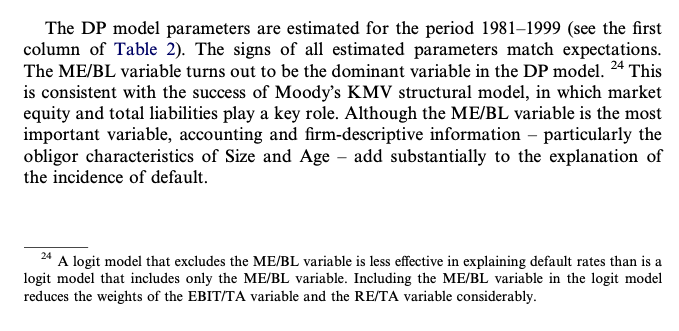 The DP model parameters are estimated for the period 1981–1999 (see the first
column of Table 2). The signs of all estimated parameters match expectations.
The ME/BL variable turns out to be the dominant variable in the DP model. 24 This
is consistent with the success of Moody's KMV structural model, in which market
equity and total liabilities play a key role. Although the ME/BL variable is the most
important variable, accounting and firm-descriptive information – particularly the
obligor characteristics of Size and Age – add substantially to the explanation of
the incidence of default.
24 A logit model that excludes the ME/BL variable is less effective in explaining default rates than is a
logit model that includes only the ME/BL variable. Including the ME/BL variable in the logit model
reduces the weights of the EBIT/TA variable and the RE/TA variable considerably.